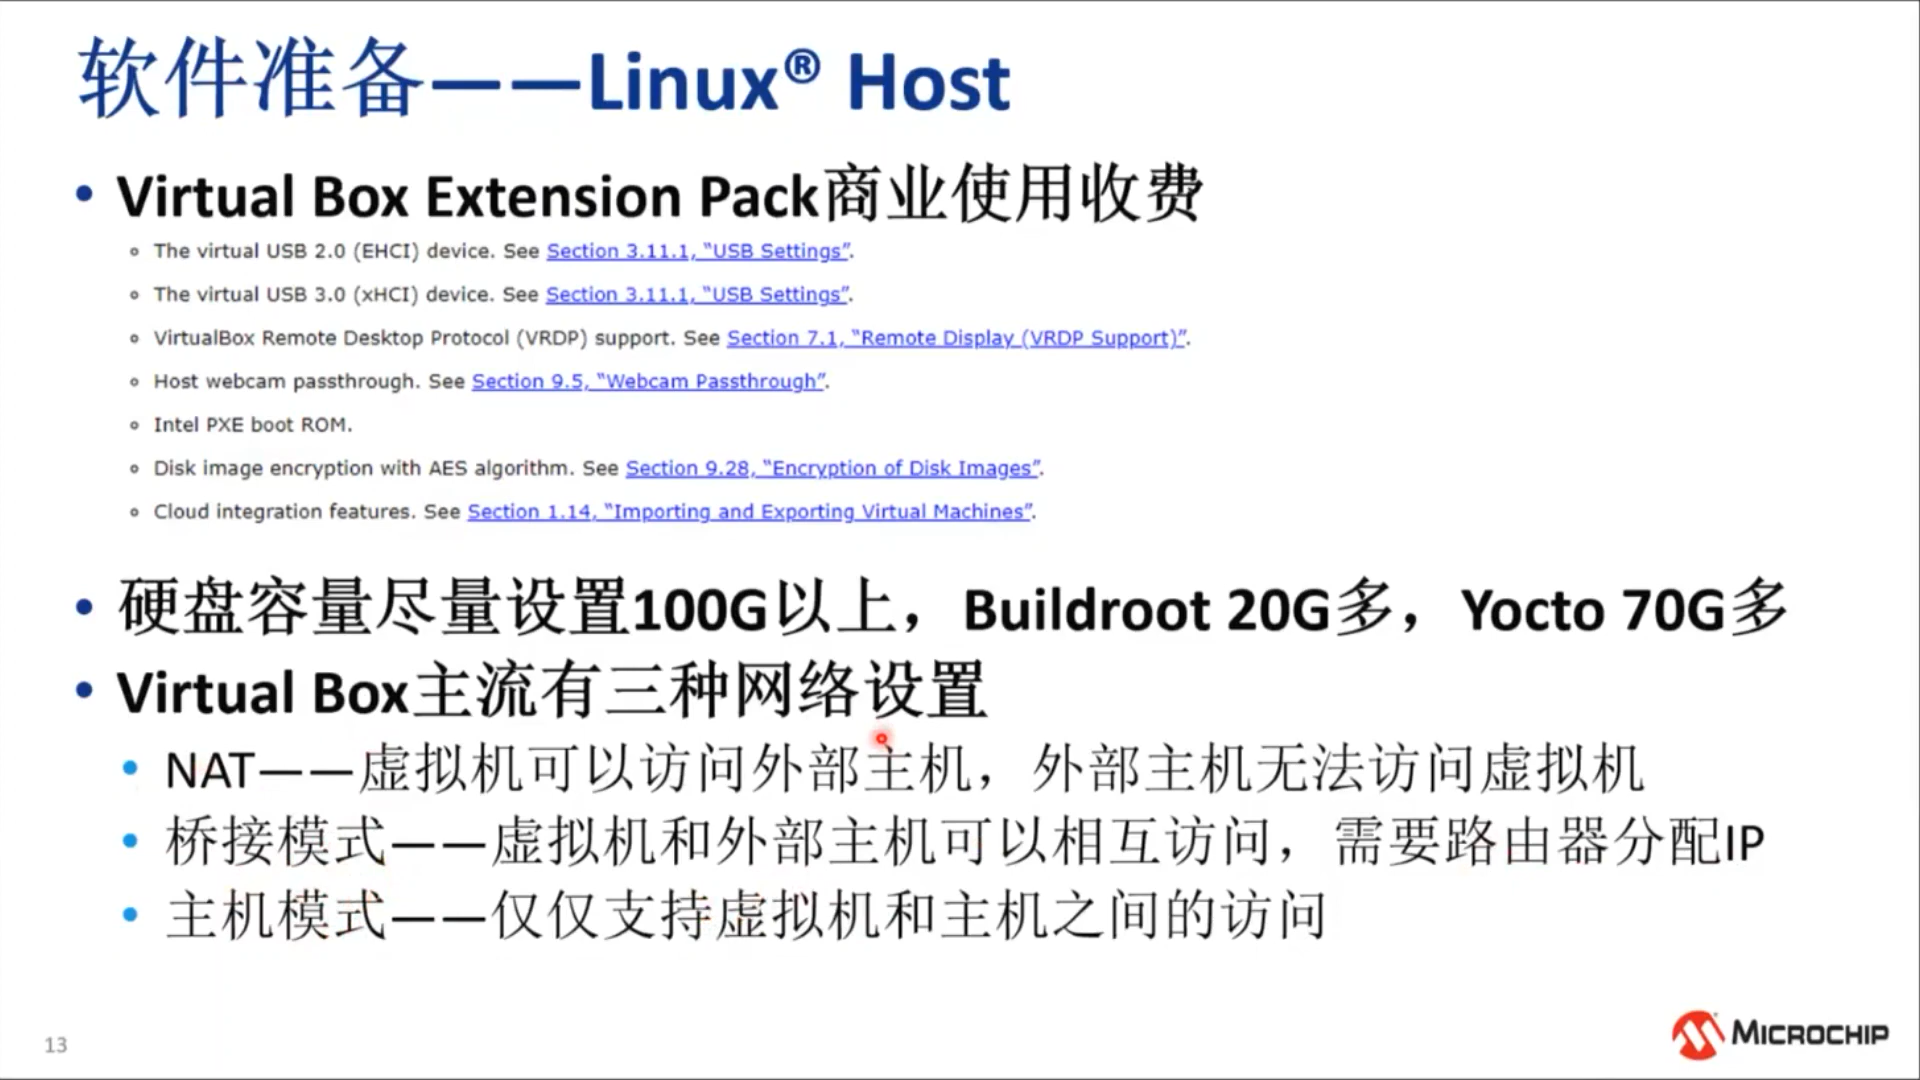 软件准备——Linux® Host
• Virtual Box Extension Pack商业使用收费
∘ The virtual USB 2.0 (EHCI) device. See Section 3.11.1, “USB Settings”.
∘ The virtual USB 3.0 (xHCI) device. See Section 3.11.1, “USB Settings”.
∘ VirtualBox Remote Desktop Protocol (VRDP) support. See Section 7.1, “Remote Display (VRDP Support)”.
∘ Host webcam passthrough. See Section 9.5, “Webcam Passthrough”.
∘ Intel PXE boot ROM.
∘ Disk image encryption with AES algorithm. See Section 9.28, “Encryption of Disk Images”.
∘ Cloud integration features. See Section 1.14, “Importing and Exporting Virtual Machines”.
• 硬盘容量尽量设置100G以上，Buildroot 20G多，Yocto 70G多
• Virtual Box主流有三种网络设置
• NAT——虚拟机可以访问外部主机，外部主机无法访问虚拟机
• 桥接模式——虚拟机和外部主机可以相互访问，需要路由器分配IP
• 主机模式——仅仅支持虚拟机和主机之间的访问
13
MICROCHIP